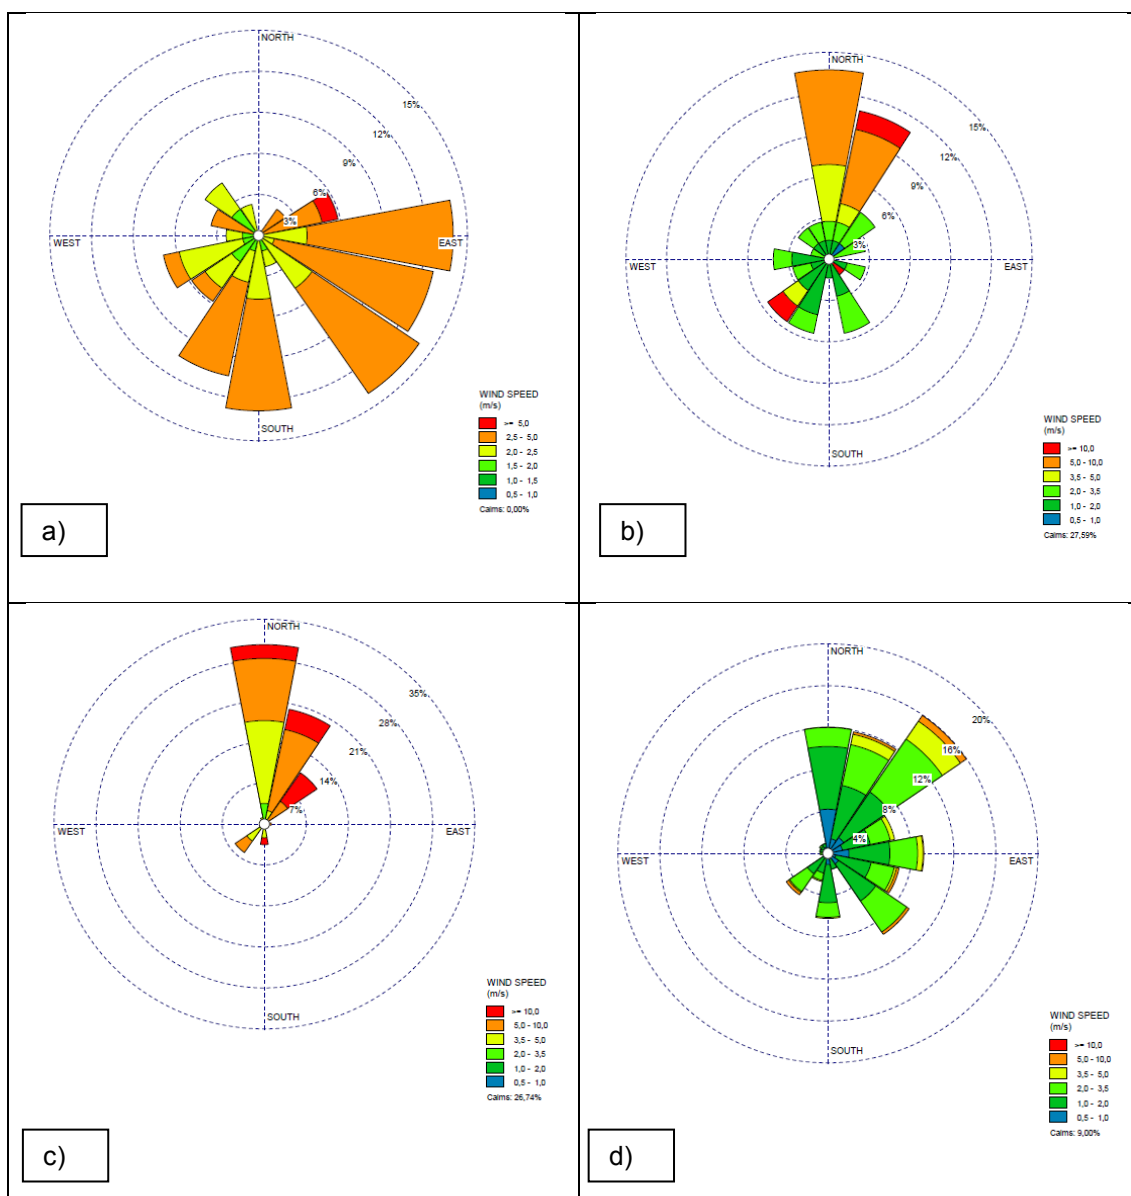 NORTH
15%
12%
9%
6%
3%
WEST
EAST
SOUTH
WIND SPEED
(m/s)
>= 5,0
2,5 - 5,0
2,0 - 2,5
1,5 - 2,0
1,0 - 1,5
0,5 - 1,0
Calms: 0,00%
a)
NORTH
15%
12%
9%
6%
3%
WEST
EAST
SOUTH
WIND SPEED
(m/s)
>= 10,0
5,0 - 10,0
3,5 - 5,0
2,0 - 3,5
1,0 - 2,0
0,5 - 1,0
Calms: 27,59%
b)
NORTH
35%
28%
21%
14%
7%
WEST
EAST
SOUTH
WIND SPEED
(m/s)
>= 10,0
5,0 - 10,0
3,5 - 5,0
2,0 - 3,5
1,0 - 2,0
0,5 - 1,0
Calms: 26,74%
c)
NORTH
20%
16%
12%
8%
4%
WEST
EAST
SOUTH
WIND SPEED
(m/s)
>= 10,0
5,0 - 10,0
3,5 - 5,0
2,0 - 3,5
1,0 - 2,0
0,5 - 1,0
Calms: 9,00%
d)